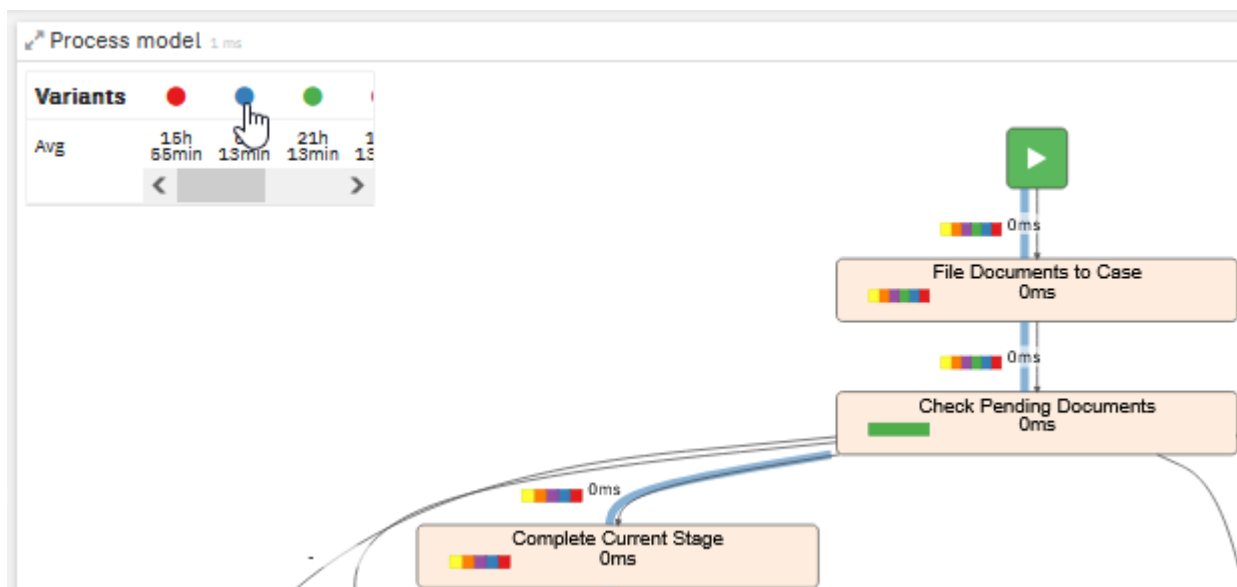 Process model 1 ms
Variants
Avg
15h
55min
13min
21h
13min
0ms
File Documents to Case
0ms
0ms
Check Pending Documents
0ms
0ms
Complete Current Stage
0ms
-